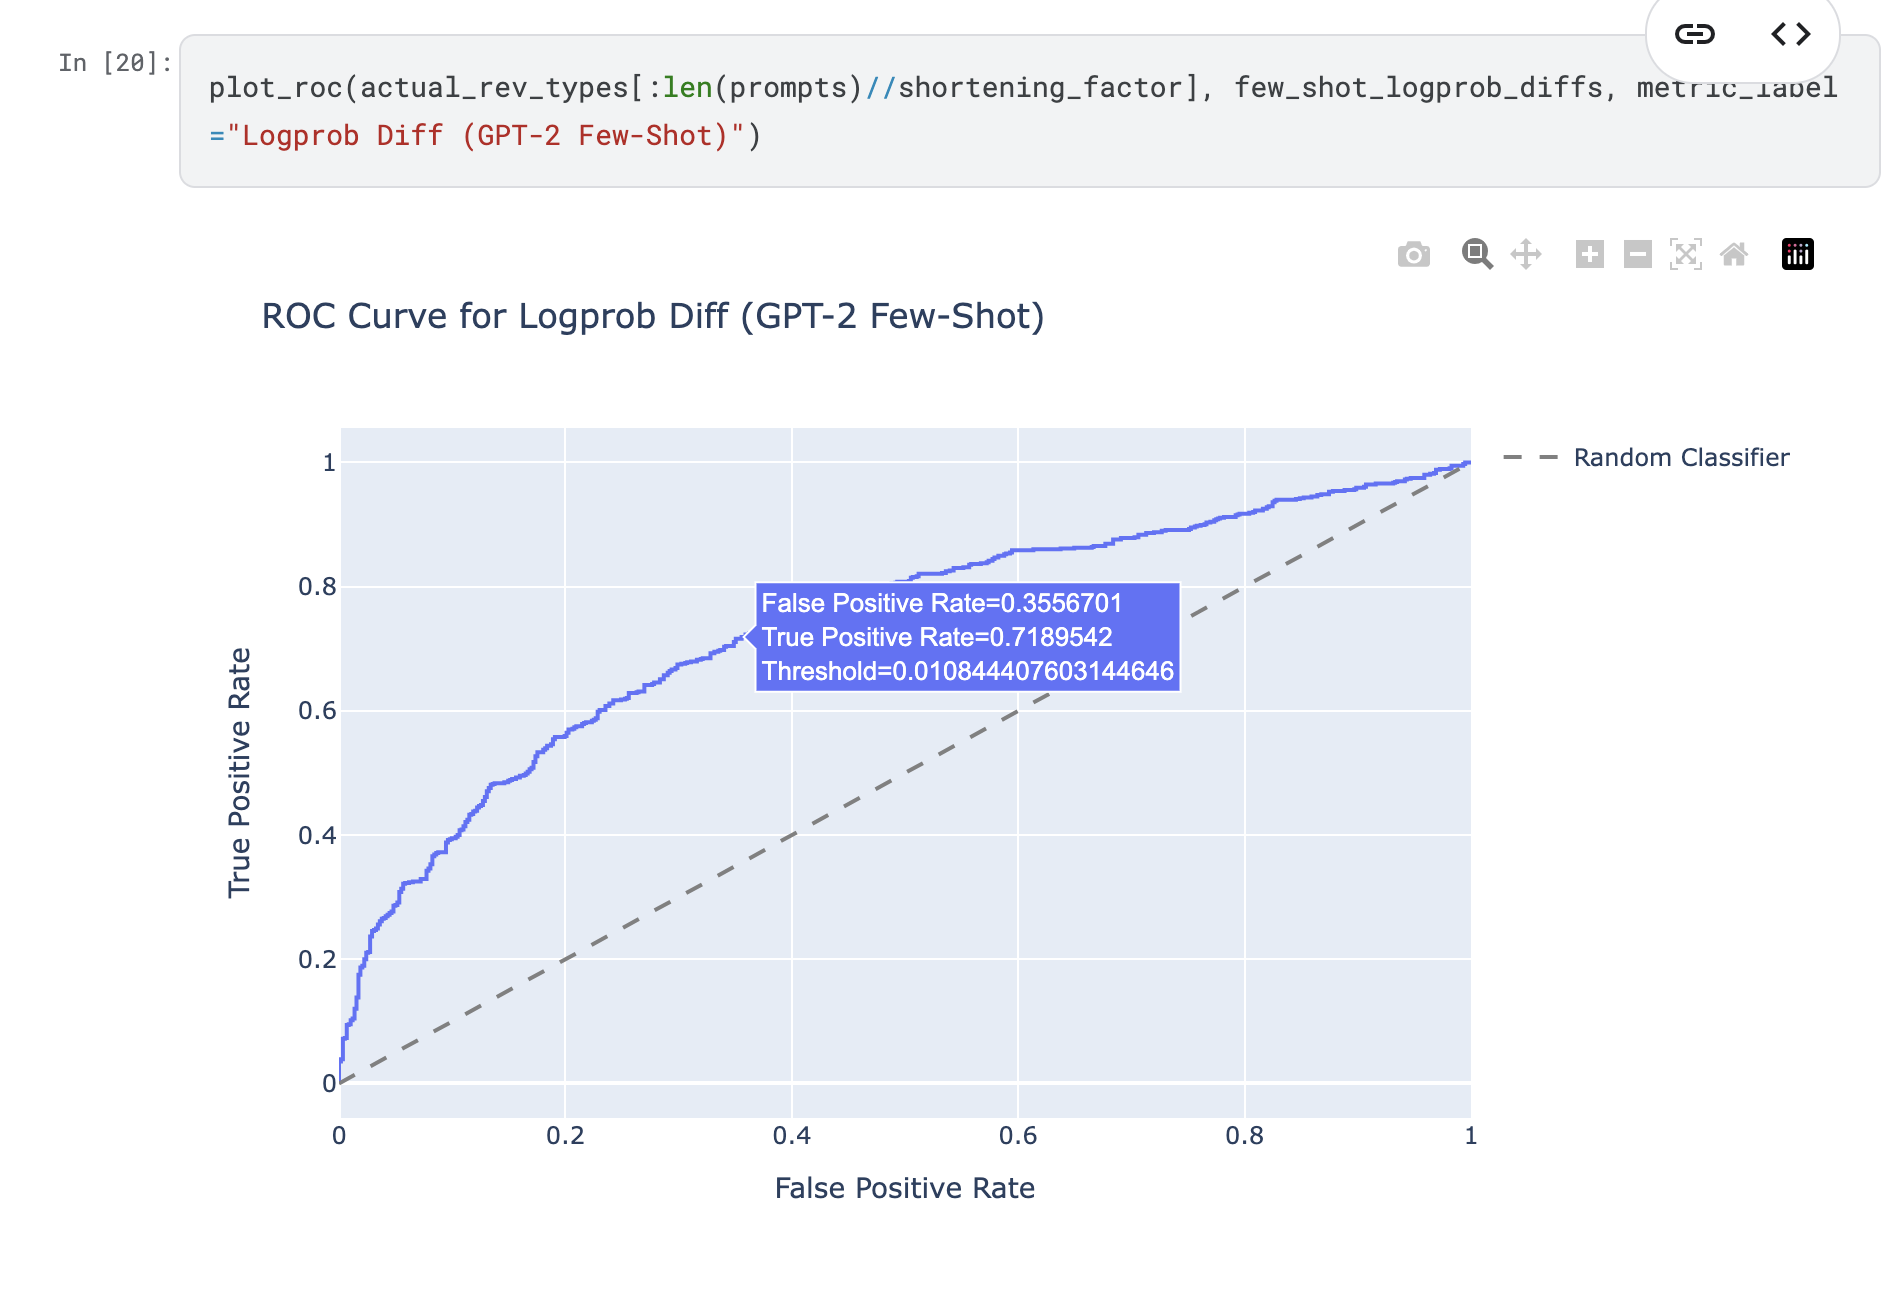 In [20]:
plot_roc(actual_rev_types[:len(prompts)//shortening_factor], few_shot_logprob_diffs, metric_label
="Logprob Diff (GPT-2 Few-Shot)")
ROC Curve for Logprob Diff (GPT-2 Few-Shot)
Random Classifier
1
0.8
0.6
0.4
0.2
0
True Positive Rate
False Positive Rate=0.3556701
True Positive Rate=0.7189542
Threshold=0.010844407603144646
0 0.2 0.4 0.6 0.8 1
False Positive Rate